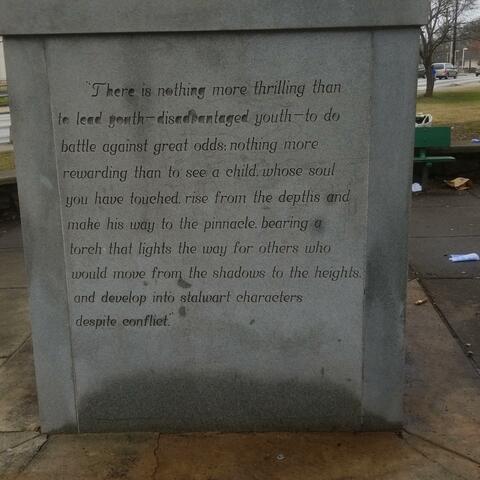 "There is nothing more thrilling than
to lead youth—disadvantaged youth—to do
battle against great odds; nothing more
rewarding than to see a child, whose soul
you have touched, rise from the depths and
make his way to the pinnacle, bearing a
torch that lights the way for others who
would move from the shadows to the heights,
and develop into stalwart characters
despite conflict."